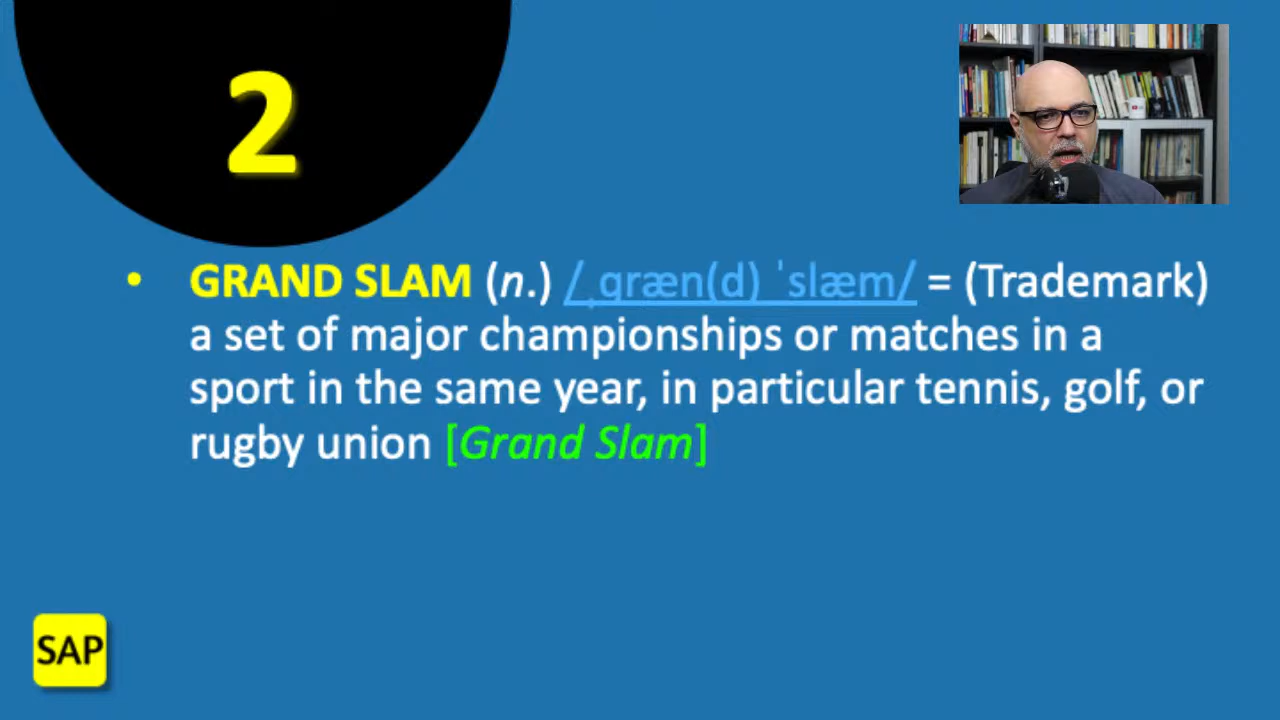 2
• GRAND SLAM (n.) /ˌɡræn(d) ˈslæm/ = (Trademark)
a set of major championships or matches in a
sport in the same year, in particular tennis, golf, or
rugby union [Grand Slam]
SAP